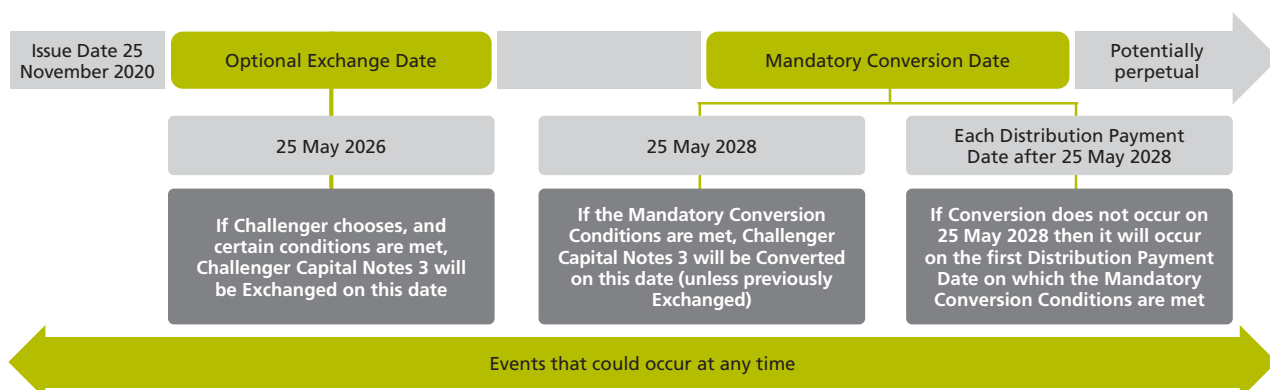 Issue Date 25
November 2020
Optional Exchange Date
Mandatory Conversion Date
Potentially
perpetual
25 May 2026
25 May 2028
Each Distribution Payment
Date after 25 May 2028
If Challenger chooses, and
certain conditions are met,
Challenger Capital Notes 3 will
be Exchanged on this date
If the Mandatory Conversion
Conditions are met, Challenger
Capital Notes 3 will be Converted
on this date (unless previously
Exchanged)
If Conversion does not occur on
25 May 2028 then it will occur
on the first Distribution Payment
Date on which the Mandatory
Conversion Conditions are met
Events that could occur at any time